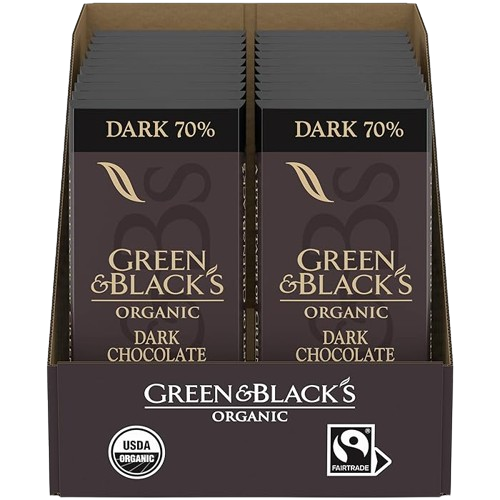 DARK 70%
GREEN
&BLACK'S
ORGANIC
DARK
CHOCOLATE
DARK 70%
GREEN
&BLACK'S
ORGANIC
DARK
CHOCOLATE
GREEN&BLACK'S
ORGANIC
USDA
ORGANIC
FAIRTRADE